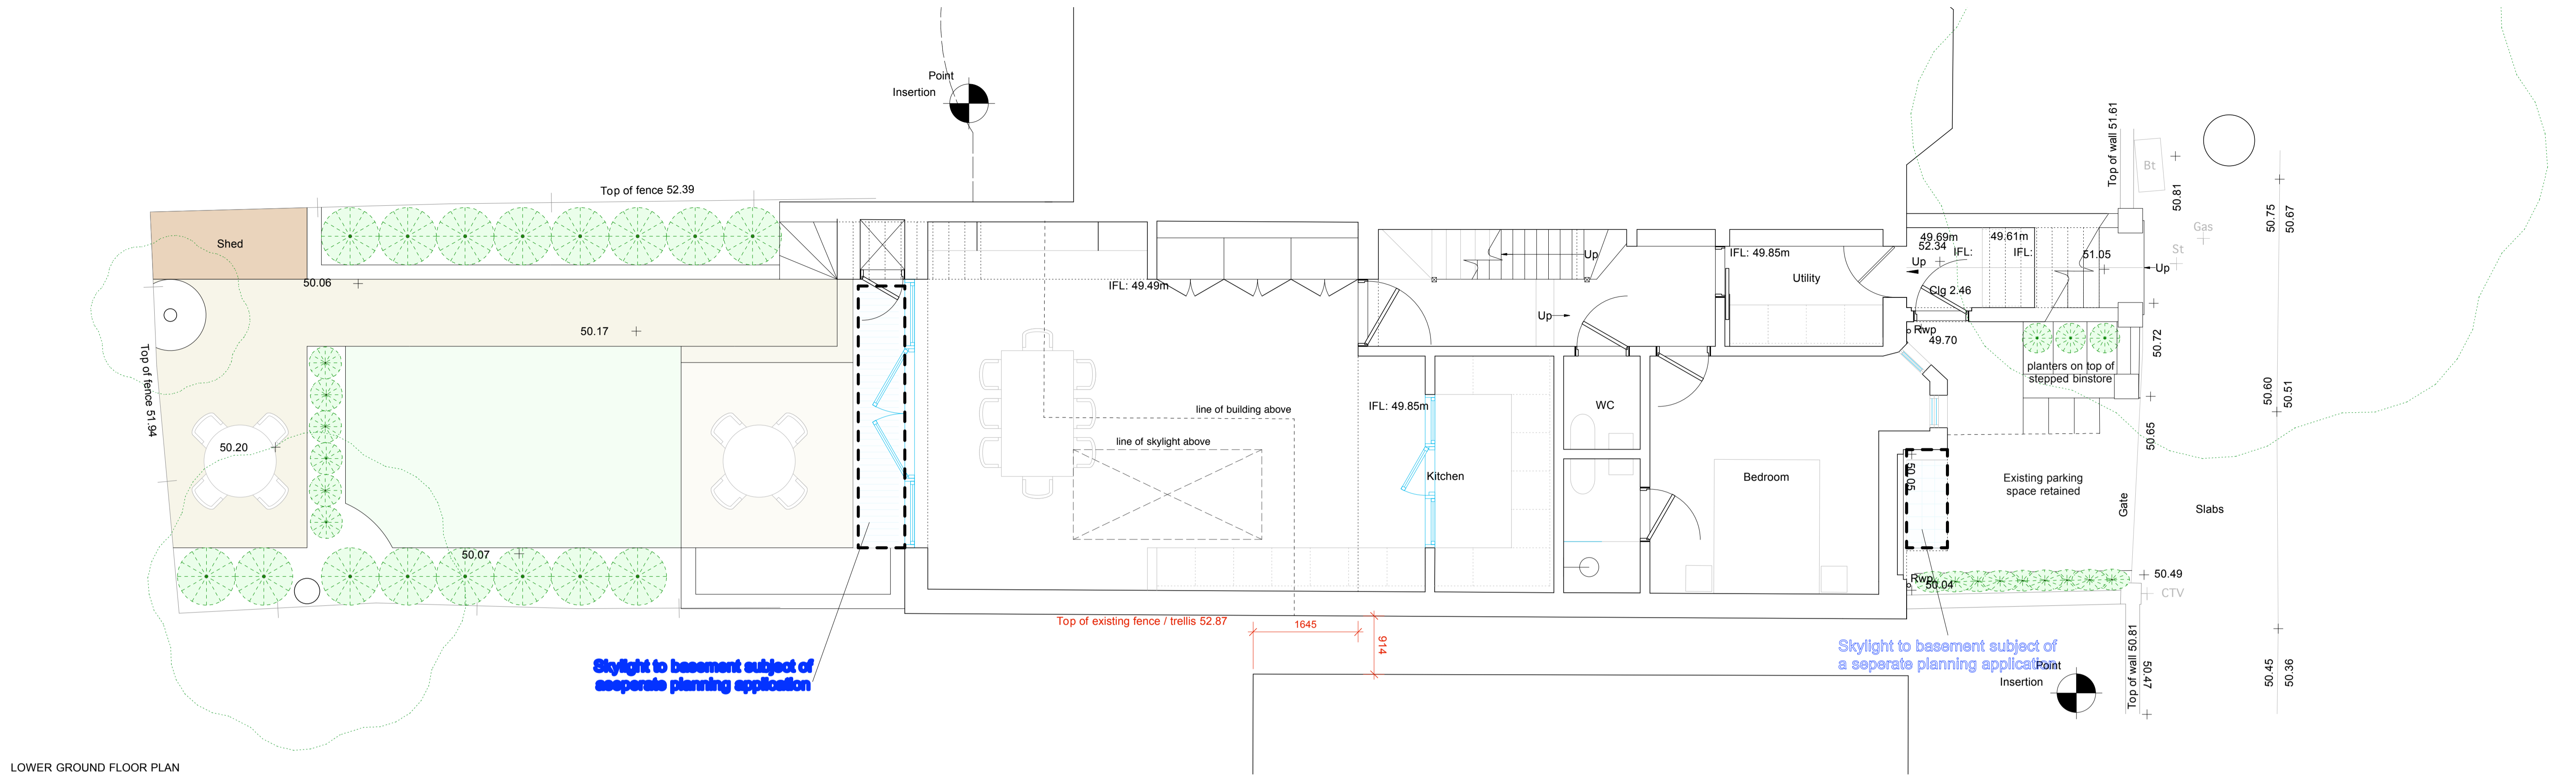 Point
Insertion
Top of fence 52.39
Shed
50.06
50.17
Top of fence 51.94
50.20
50.07
IFL: 49.49m
line of building above
line of skylight above
IFL: 49.85m
Kitchen
Up
Up
WC
IFL: 49.85m
Utility
Bedroom
49.69m
52.34
IFL:
49.61m
IFL:
Up
51.05
Up
Clg 2.46
Rwp
49.70
planters on top of
stepped binstore
Top of wall 51.61
Bt
50.81
Gas
St
50.75
50.67
50.72
50.60
50.51
50.65
50.05
Existing parking
space retained
Gate
Slabs
Rwp
50.04
50.49
CTV
Top of existing fence / trellis 52.87
1645
914
Skylight to basement subject of
aseperate planning application
Skylight to basement subject of
a seperate planning application
Point
Insertion
Top of wall 50.81
50.47
50.45
50.36
LOWER GROUND FLOOR PLAN